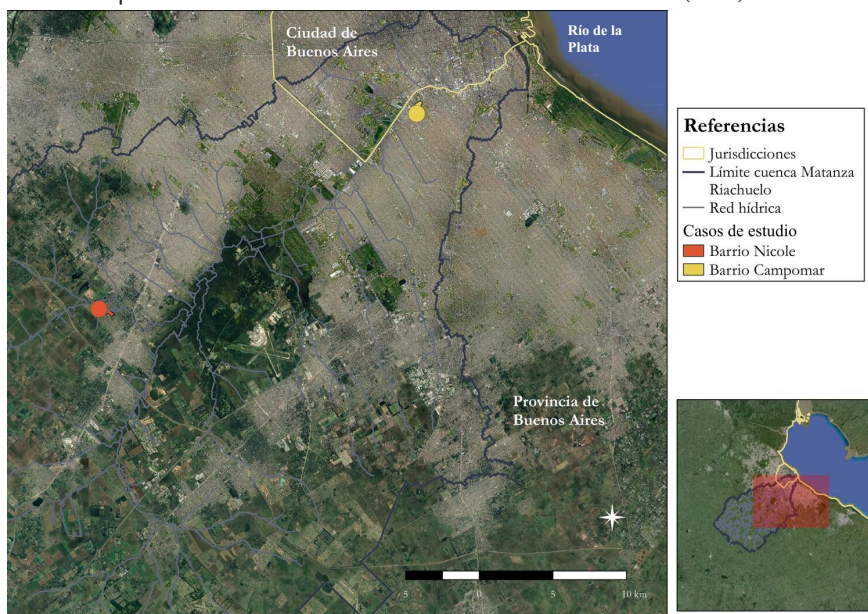 Ciudad de
Buenos Aires
Río de la
Plata
Provincia de
Buenos Aires
5 0 5 10 km
Referencias
Jurisdicciones
Límite cuenca Matanza
Riachuelo
Red hídrica
Casos de estudio
Barrio Nicole
Barrio Campomar